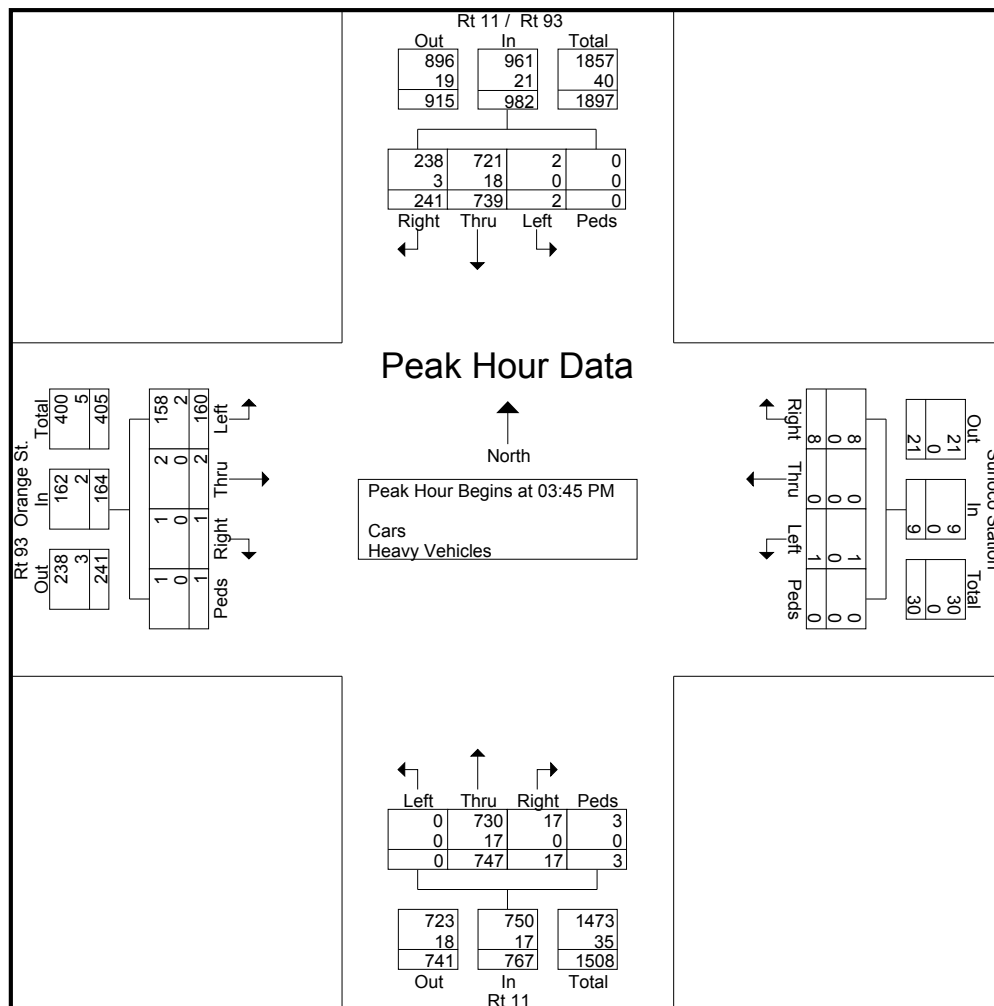 Rt 11 / Rt 93
Out In Total
896 961 1857
19 21 40
915 982 1897
238 721 2 0
3 18 0 0
241 739 2 0
Right Thru Left Peds
Peak Hour Data
North
Peak Hour Begins at 03:45 PM
Cars
Heavy Vehicles
Rt 93 Orange St.
Out In Total
238 162 400
3 2 5
241 164 405
158 2 1 1
2 0 0 0
160 2 1 1
Left Thru Right Peds
Right Thru Left Peds
8 0 1 0
0 0 0 0
8 0 1 0
21 9 30
0 0 0
21 9 30
Out In Total
Station
Left Thru Right Peds
0 730 17 3
0 17 0 0
0 747 17 3
723 750 1473
18 17 35
741 767 1508
Out In Total
Rt 11